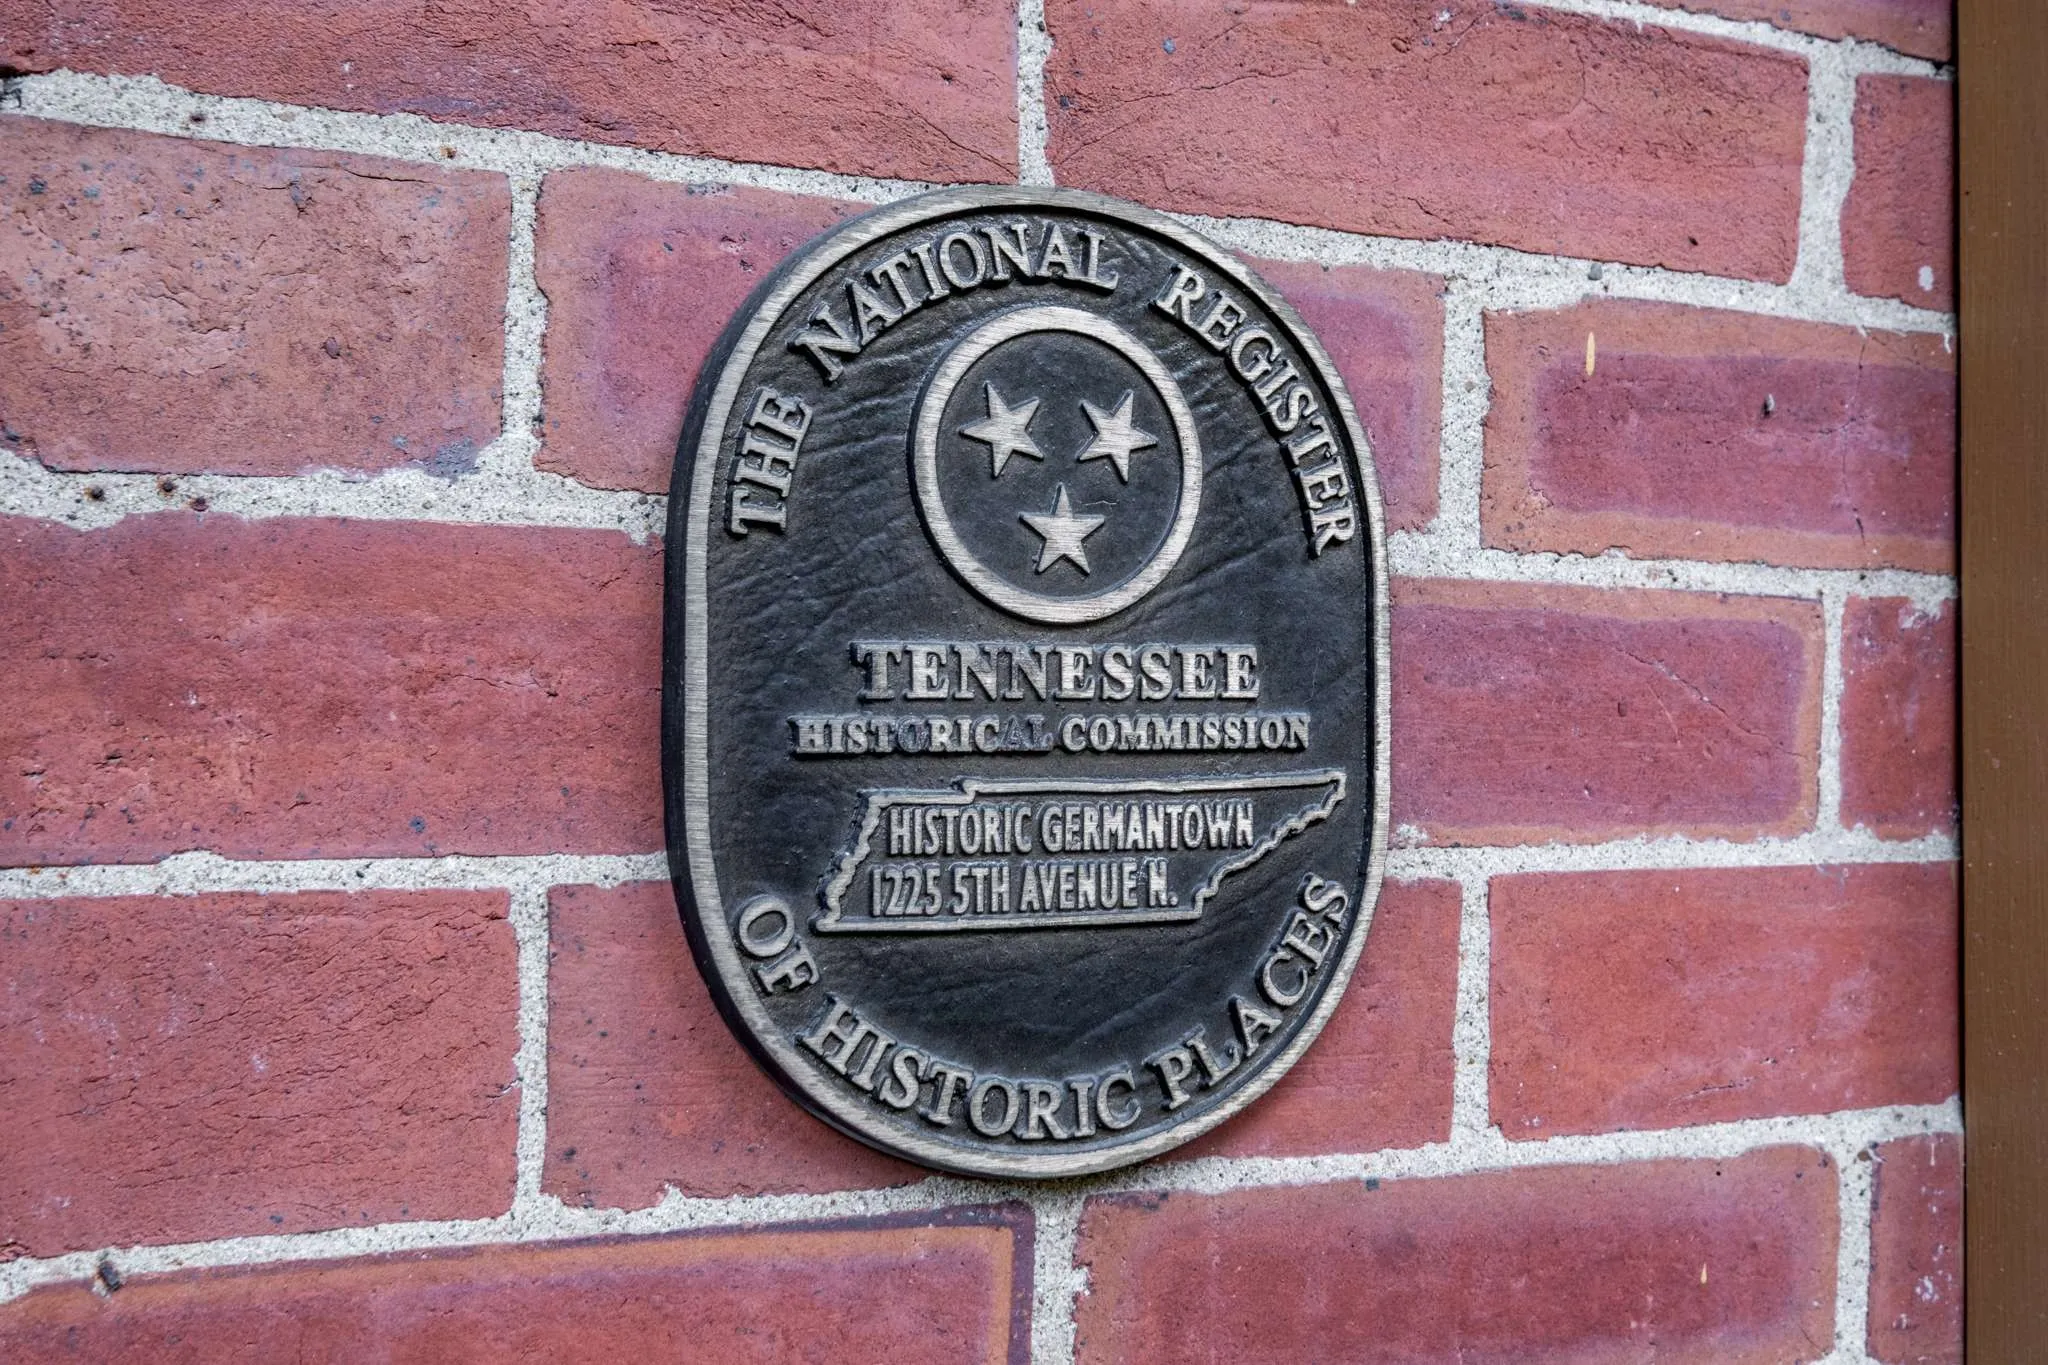 THE NATIONAL REGISTER
TENNESSEE
HISTORICAL COMMISSION
HISTORIC GERMANTOWN
1225 5TH AVENUE N.
OF HISTORIC PLACES